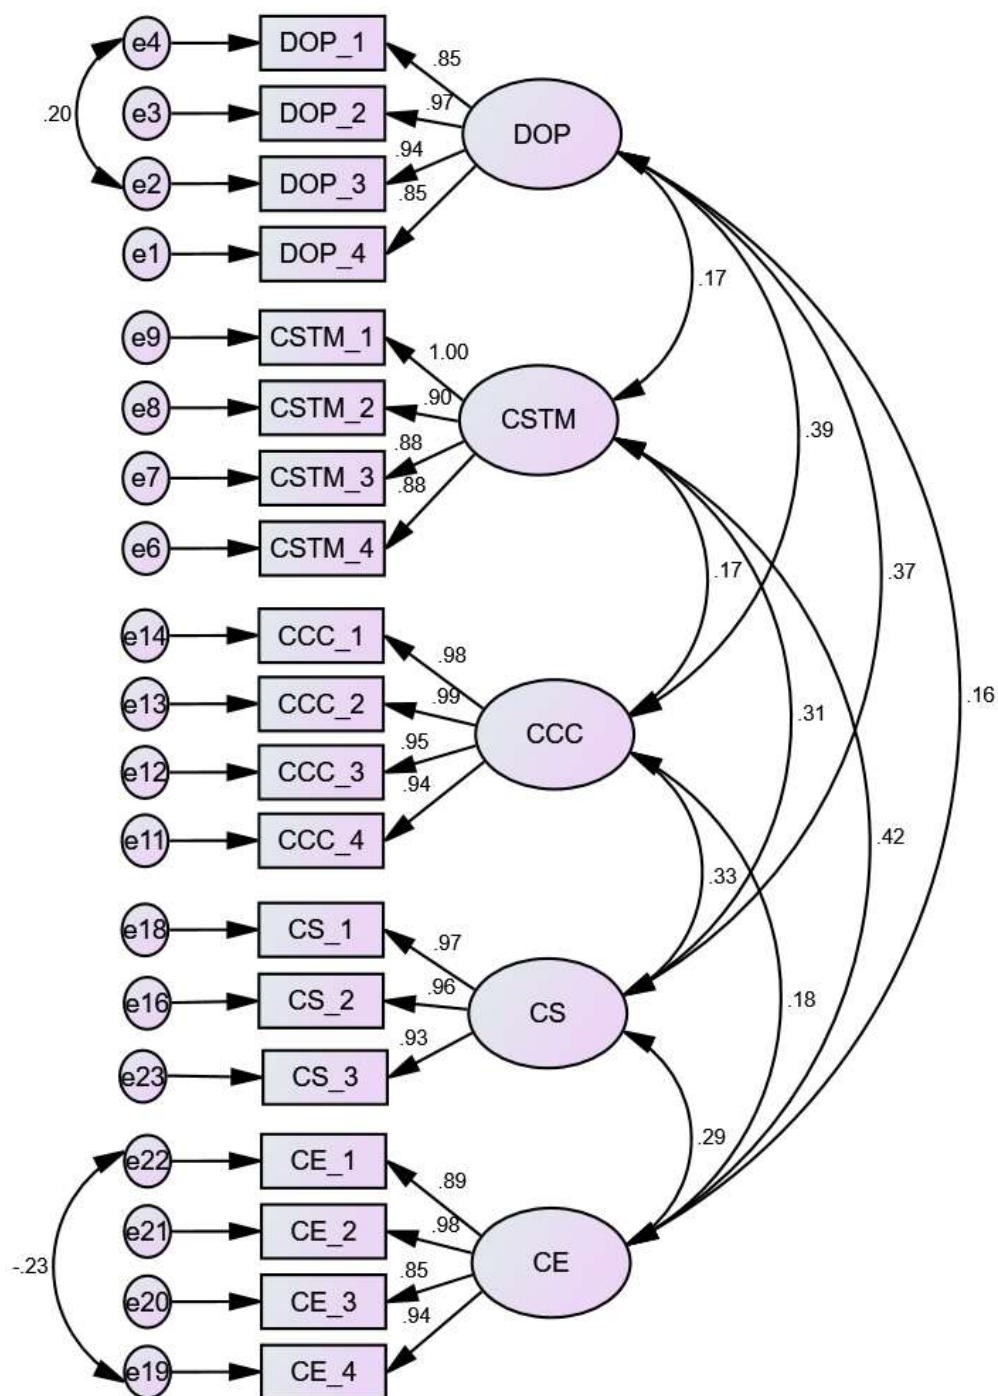 e4 DOP_1 .85
e3 DOP_2 .97 DOP
.20
e2 DOP_3 .94
.85
e1 DOP_4
.17
e9 CSTM_1 1.00
e8 CSTM_2 .90 CSTM
.39
e7 CSTM_3 .88
.88
e6 CSTM_4
.17 .37
e14 CCC_1 .98
e13 CCC_2 .99 .16
.31
CCC
e12 CCC_3 .95
.94
e11 CCC_4 .42
.33
e18 CS_1 .97
e16 CS_2 .96 .18
CS
.93
e23 CS_3
.29
e22 CE_1 .89
e21 CE_2 .98
-.23 CE
e20 CE_3 .85
.94
e19 CE_4